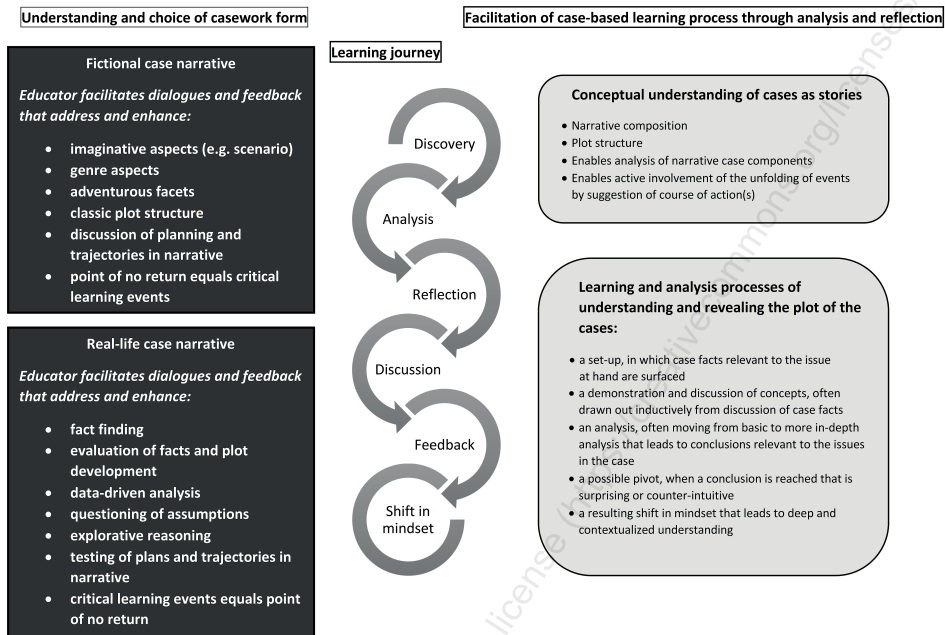 Understanding and choice of casework form
Facilitation of case-based learning process through analysis and reflection
Learning journey
Fictional case narrative
Educator facilitates dialogues and feedback
that address and enhance:
• imaginative aspects (e.g. scenario)
• genre aspects
• adventurous facets
• classic plot structure
• discussion of planning and
trajectories in narrative
• point of no return equals critical
learning events
Real-life case narrative
Educator facilitates dialogues and feedback
that address and enhance:
• fact finding
• evaluation of facts and plot
development
• data-driven analysis
• questioning of assumptions
• explorative reasoning
• testing of plans and trajectories in
narrative
• critical learning events equals point
of no return
Discovery
Analysis
Reflection
Discussion
Feedback
Shift in
mindset
Conceptual understanding of cases as stories
• Narrative composition
• Plot structure
• Enables analysis of narrative case components
• Enables active involvement of the unfolding of events
by suggestion of course of action(s)
Learning and analysis processes of
understanding and revealing the plot of the
cases:
• a set-up, in which case facts relevant to the issue
at hand are surfaced
• a demonstration and discussion of concepts, often
drawn out inductively from discussion of case facts
• an analysis, often moving from basic to more in-depth
analysis that leads to conclusions relevant to the issues
in the case
• a possible pivot, when a conclusion is reached that is
surprising or counter-intuitive
• a resulting shift in mindset that leads to deep and
contextualized understanding
license (https://creativecommons.org/licenses/